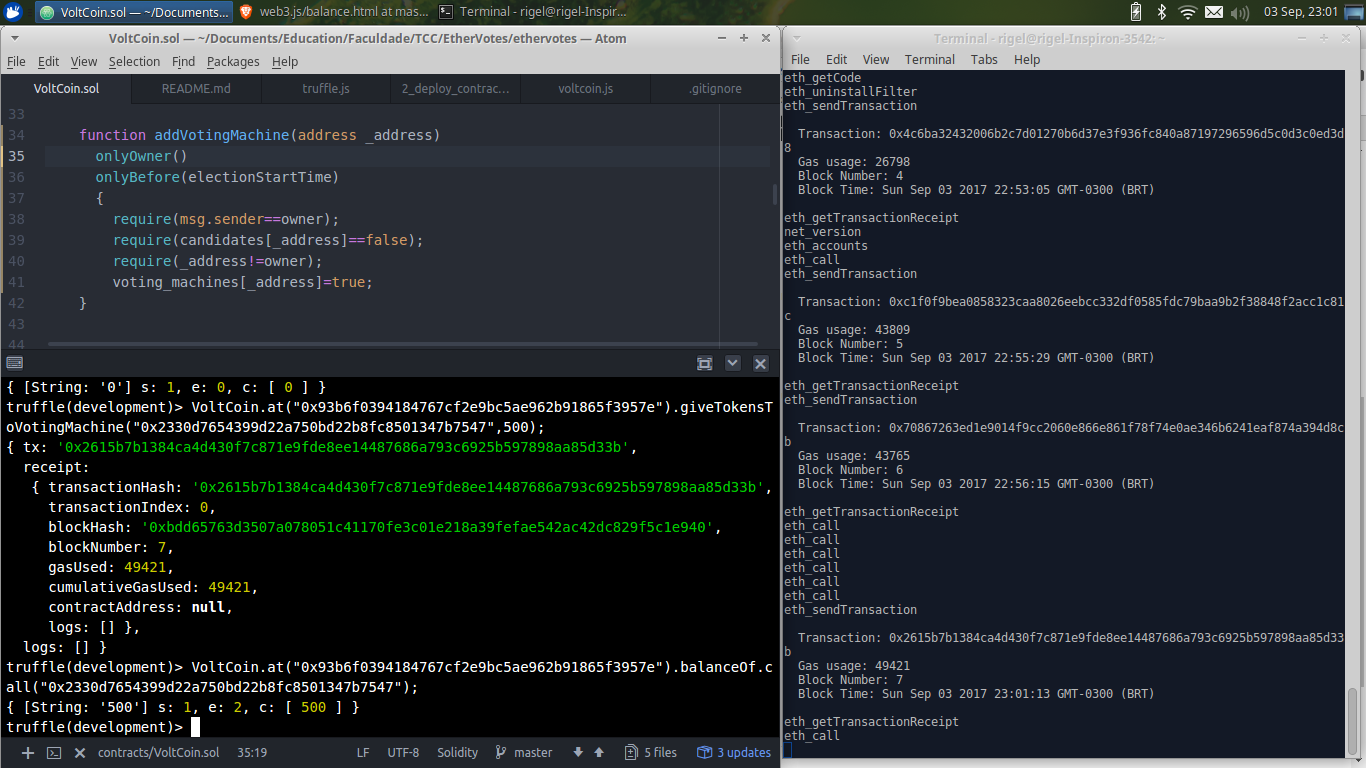 VoltCoin.sol — ~/Documents...
web3.js/balance.html at mas...
Terminal - rigel@rigel-Inspir...
03 Sep, 23:01
VoltCoin.sol — ~/Documents/Education/Faculdade/TCC/EtherVotes/ethervotes — Atom
File Edit View Selection Find Packages Help
VoltCoin.sol README.md truffle.js 2_deploy_contrac... voltcoin.js .gitignore
33
34 function addVotingMachine(address _address)
35 onlyOwner()
36 onlyBefore(electionStartTime)
37 {
38 require(msg.sender==owner);
39 require(candidates[_address]==false);
40 require(_address!=owner);
41 voting_machines[_address]=true;
42 }
43
44
{ [String: '0'] s: 1, e: 0, c: [ 0 ] }
truffle(development)> VoltCoin.at("0x93b6f0394184767cf2e9bc5ae962b91865f3957e").giveTokensT
oVotingMachine("0x2330d7654399d22a750bd22b8fc8501347b7547",500);
{ tx: '0x2615b7b1384ca4d430f7c871e9fde8ee14487686a793c6925b597898aa85d33b',
receipt:
{ transactionHash: '0x2615b7b1384ca4d430f7c871e9fde8ee14487686a793c6925b597898aa85d33b',
transactionIndex: 0,
blockHash: '0xbdd65763d3507a078051c41170fe3c01e218a39fefae542ac42dc829f5c1e940',
blockNumber: 7,
gasUsed: 49421,
cumulativeGasUsed: 49421,
contractAddress: null,
logs: [] },
logs: [] }
truffle(development)> VoltCoin.at("0x93b6f0394184767cf2e9bc5ae962b91865f3957e").balanceOf.c
all("0x2330d7654399d22a750bd22b8fc8501347b7547");
{ [String: '500'] s: 1, e: 2, c: [ 500 ] }
truffle(development)>
contracts/VoltCoin.sol 35:19 LF UTF-8 Solidity master 5 files 3 updates
Terminal - rigel@rigel-Inspiron-3542: ~
File Edit View Terminal Tabs Help
eth_getCode
eth_uninstallFilter
eth_sendTransaction
Transaction: 0x4c6ba32432006b2c7d01270b6d37e3f936fc840a87197296596d5c0d3c0ed3d
8
Gas usage: 26798
Block Number: 4
Block Time: Sun Sep 03 2017 22:53:05 GMT-0300 (BRT)
eth_getTransactionReceipt
net_version
eth_accounts
eth_call
eth_sendTransaction
Transaction: 0xc1f0f9bea0858323caa8026eebcc332df0585fdc79baa9b2f38848f2acc1c81
c
Gas usage: 43809
Block Number: 5
Block Time: Sun Sep 03 2017 22:55:29 GMT-0300 (BRT)
eth_getTransactionReceipt
eth_sendTransaction
Transaction: 0x70867263ed1e9014f9cc2060e866e861f78f74e0ae346b6241eaf874a394d8c
b
Gas usage: 43765
Block Number: 6
Block Time: Sun Sep 03 2017 22:56:15 GMT-0300 (BRT)
eth_getTransactionReceipt
eth_call
eth_call
eth_call
eth_call
eth_call
eth_call
eth_sendTransaction
Transaction: 0x2615b7b1384ca4d430f7c871e9fde8ee14487686a793c6925b597898aa85d33
b
Gas usage: 49421
Block Number: 7
Block Time: Sun Sep 03 2017 23:01:13 GMT-0300 (BRT)
eth_getTransactionReceipt
eth_call